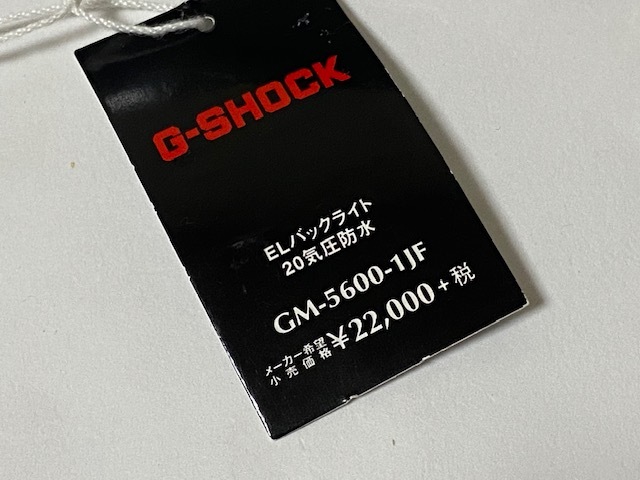 G-SHOCK
ELバックライト
20気圧防水
GM-5600-1JF
メーカー希望
小売価格 ¥22,000+税